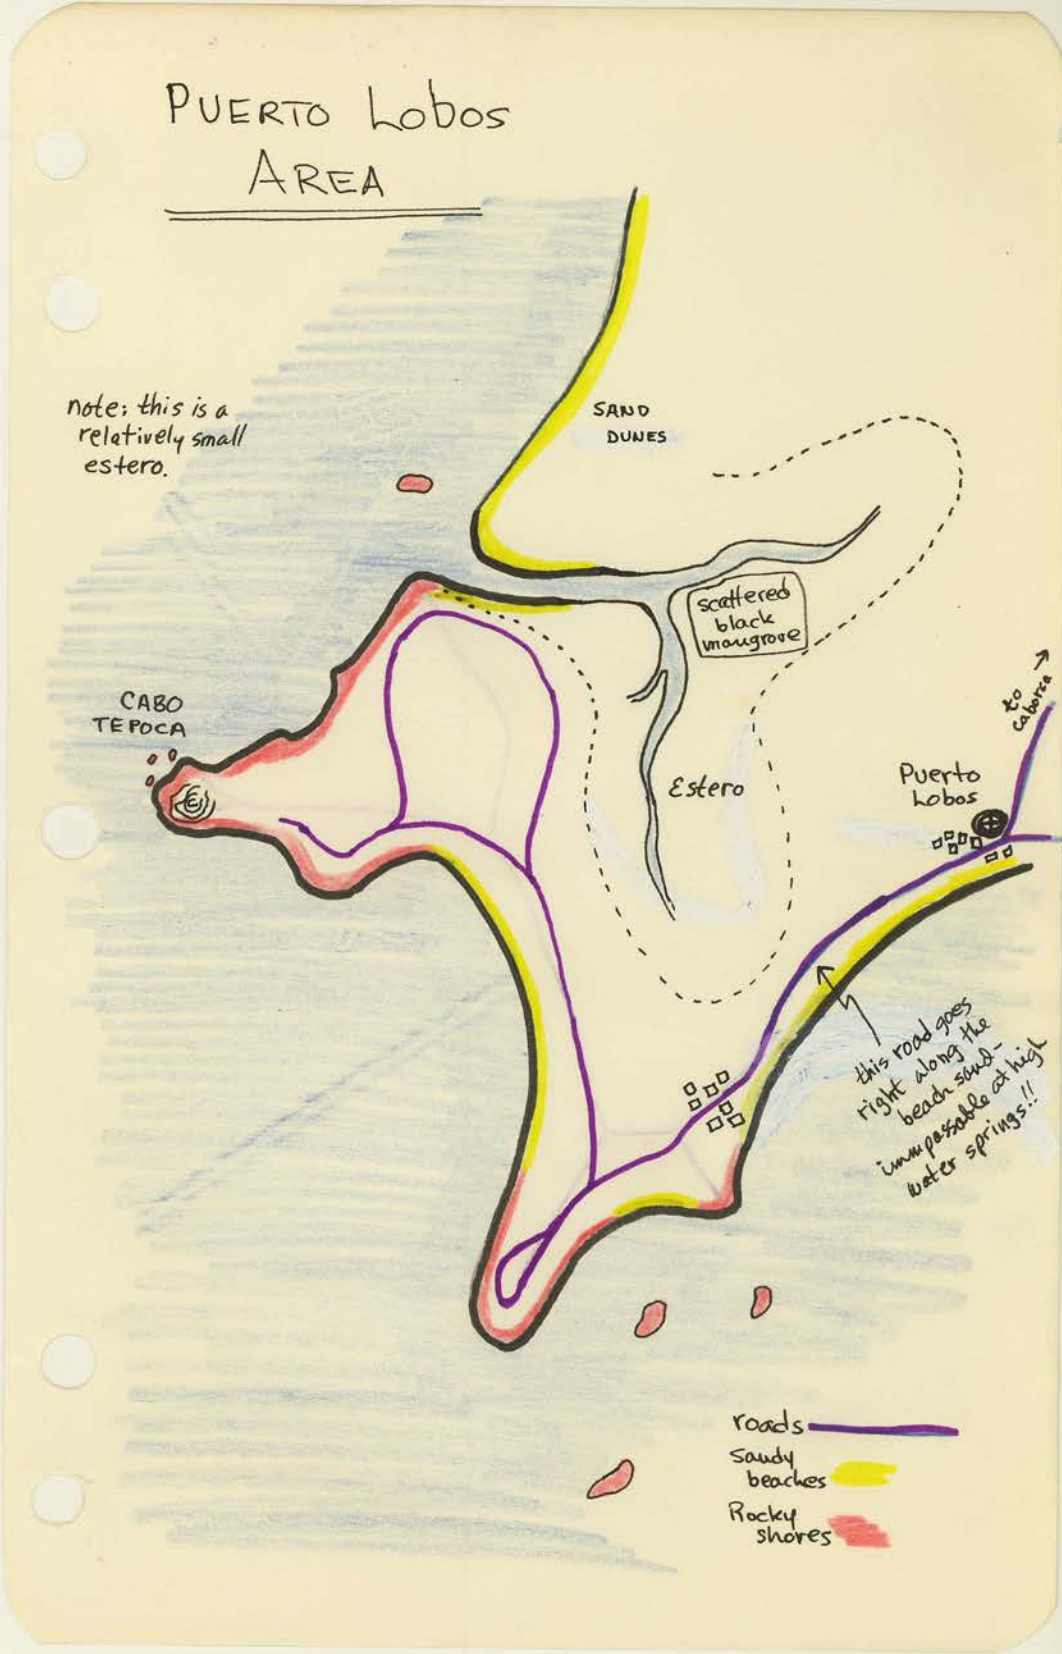 PUERTO Lobos
AREA
note: this is a
relatively small
estero.
SAND
DUNES
scattered
black
mangrove
CABO
TEPOCA
to
Caborca
Puerto
Lobos
Estero
this road goes
right along the
beach sand-
immpassable at high
water springs!!
roads
Sandy
beaches
Rocky
shores